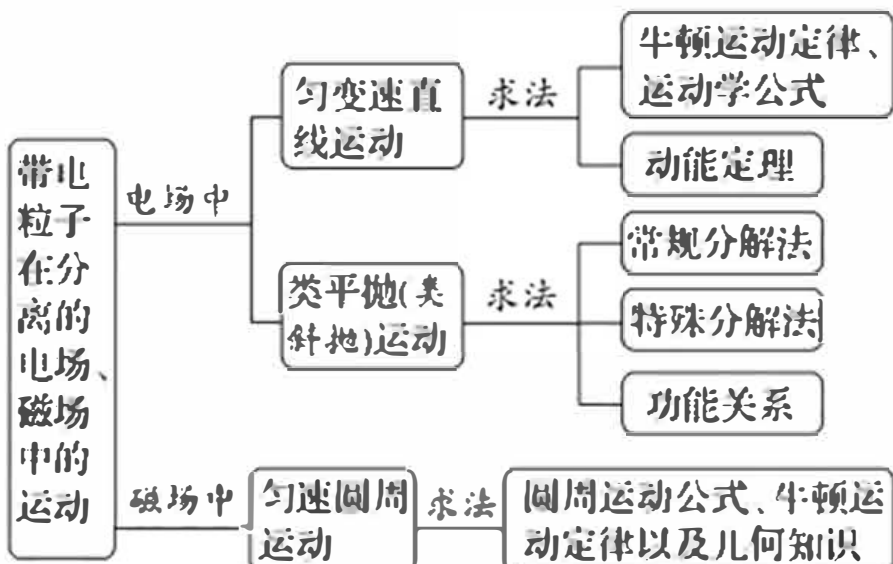 带电
粒子
在分
离的
电场、
磁场
中的
运动
电场中
匀变速直
线运动
求法
牛顿运动定律、
运动学公式
动能定理
类平抛(类
斜抛)运动
求法
常规分解法
特殊分解法
功能关系
磁场中
匀速圆周
运动
求法
圆周运动公式、牛顿运
动定律以及几何知识